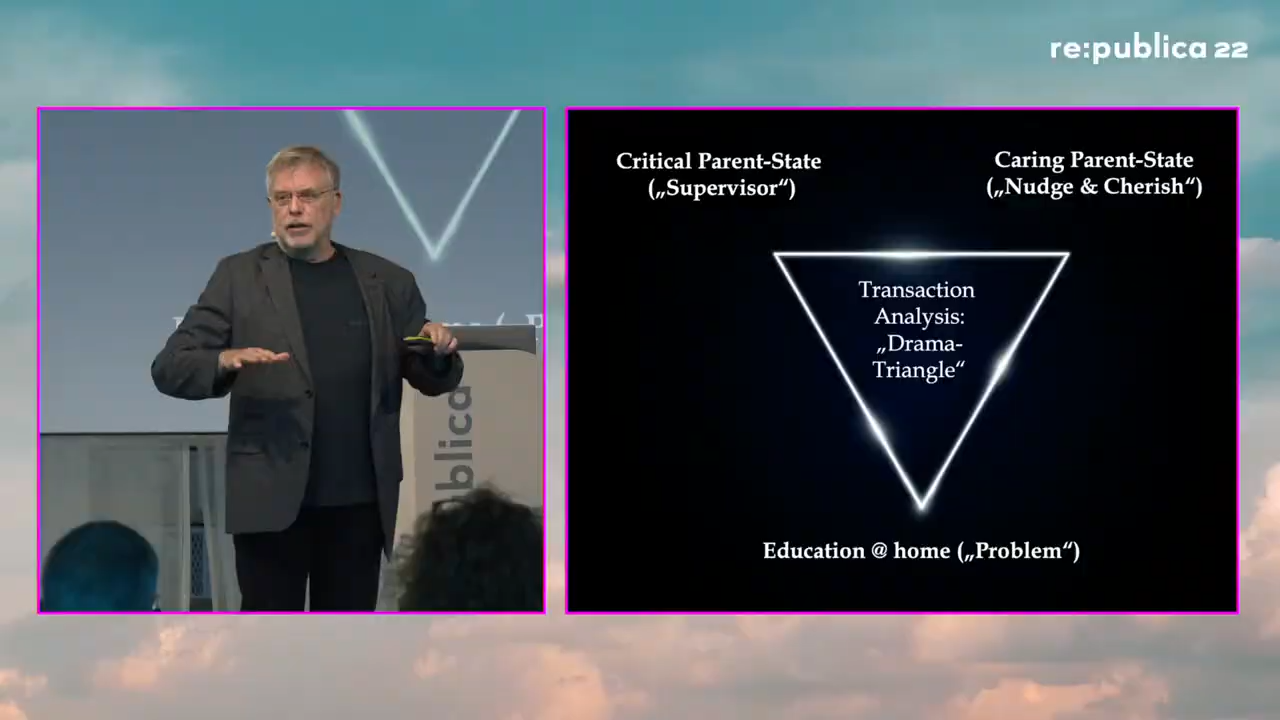 re:publica 22
Critical Parent-State
(„Supervisor“)
Caring Parent-State
(„Nudge & Cherish“)
Transaction
Analysis:
„Drama-
Triangle“
Education @ home („Problem“)
blica